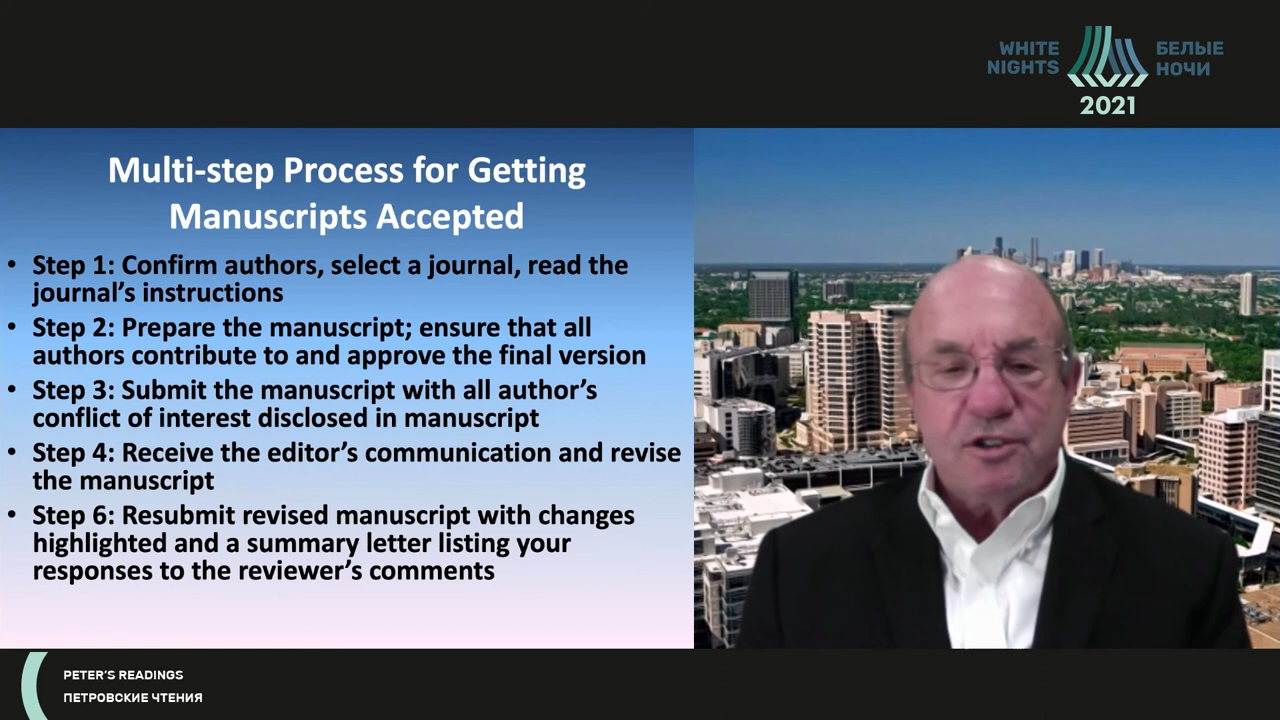 WHITE
NIGHTS
БЕЛЫЕ
НОЧИ
2021
Multi-step Process for Getting
Manuscripts Accepted
• Step 1: Confirm authors, select a journal, read the
journal’s instructions
• Step 2: Prepare the manuscript; ensure that all
authors contribute to and approve the final version
• Step 3: Submit the manuscript with all author’s
conflict of interest disclosed in manuscript
• Step 4: Receive the editor’s communication and revise
the manuscript
• Step 6: Resubmit revised manuscript with changes
highlighted and a summary letter listing your
responses to the reviewer’s comments
PETER’S READINGS
ПЕТРОВСКИЕ ЧТЕНИЯ